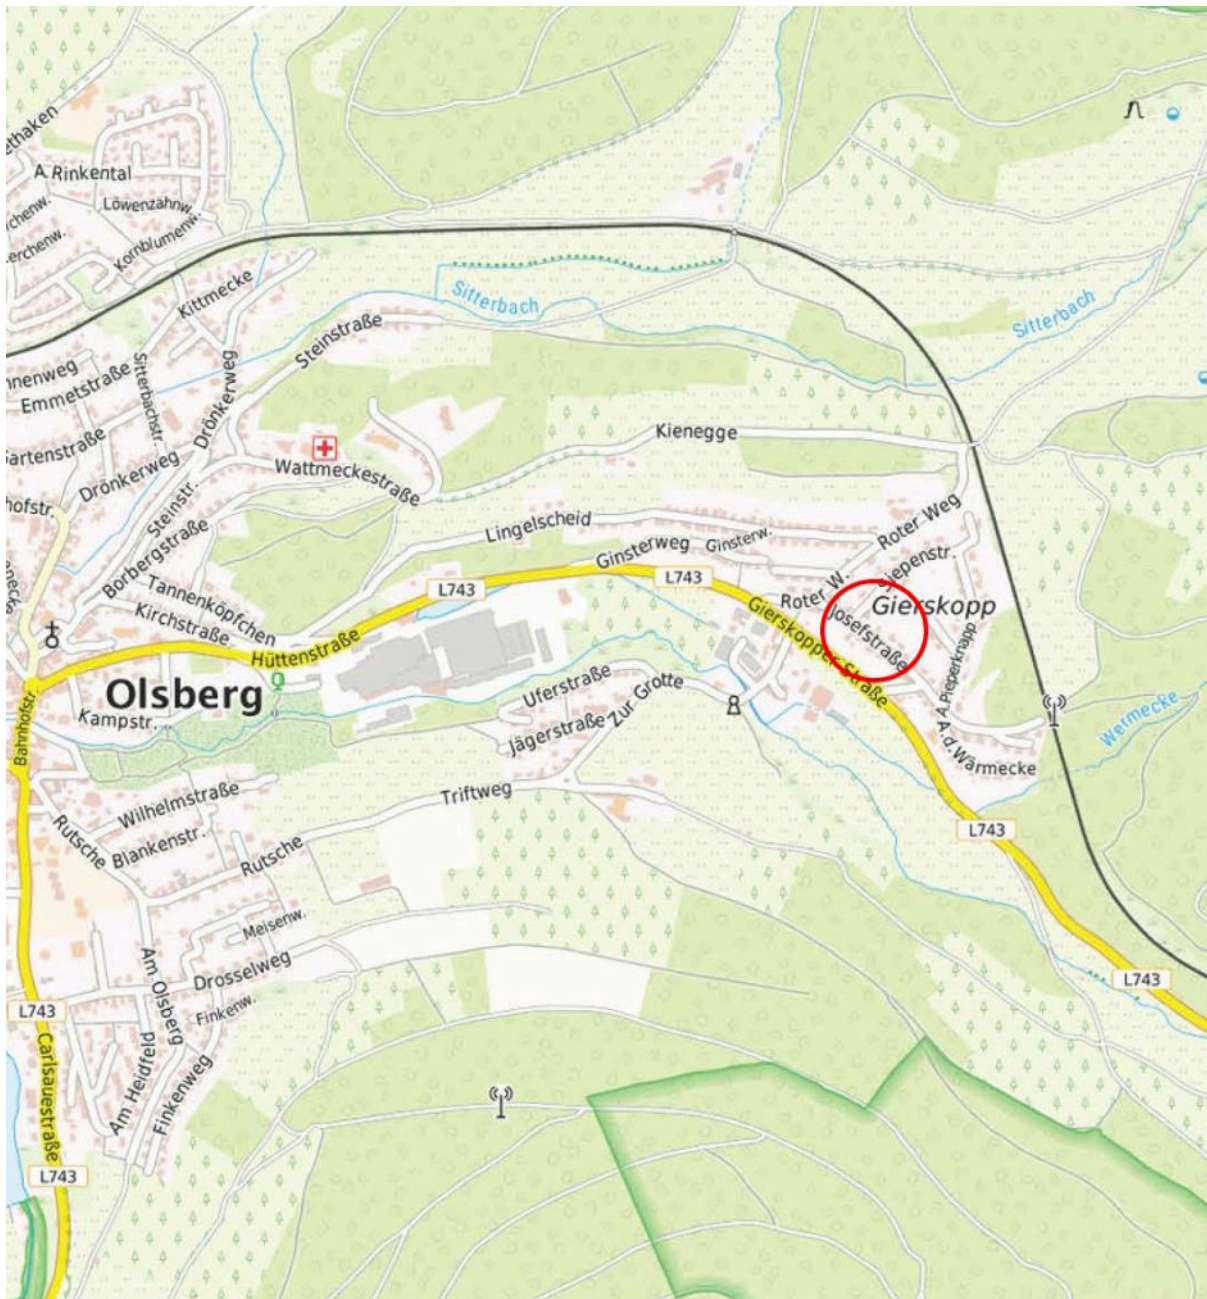 A.Rinkental
Löwenzahnw.
Kornblumenw.
Kittmecke
Sitterbach
Sitterbach
Steinstraße
Emmetstraße
Sitterbachstr.
Drönkerweg
Kienegge
Drönkerweg
Wattmeckestraße
Steinstr.
Borbergstraße
Lingelscheid
Roter Weg
Ginsterweg
Ginsterw.
L743
L743
Roter W.
Gierskopp
Josefstraße
Tannenköpfchen
Kirchstraße
Hüttenstraße
Gierskopper Straße
A.Pieperknapp
Olsberg
Uferstraße
Zur Grotte
Jägerstraße
Kampstr.
Bahnhofstr.
Wermecke
A.d.Wärmecke
Triftweg
Wilhelmstraße
Blankenstr.
Rutsche
Rutsche
L743
Meisenw.
Drosselweg
Am Olsberg
Finkenw.
L743
L743
Carlsauestraße
Am Heidfeld
Finkenweg
L743